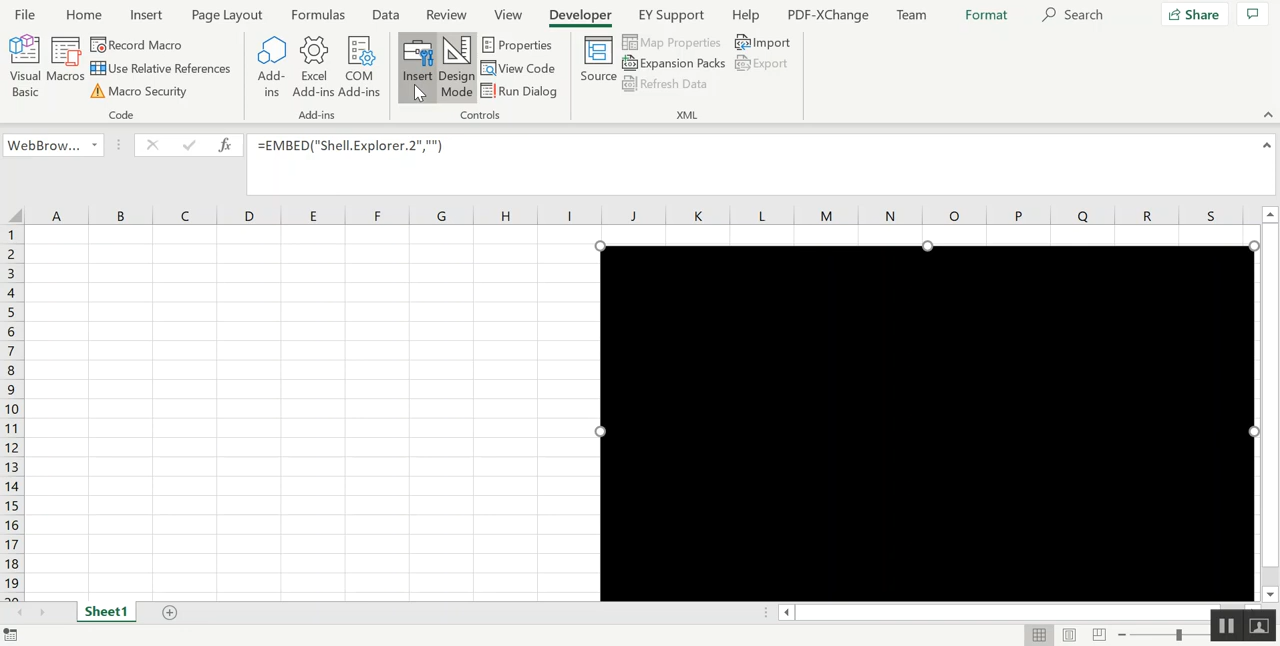 File Home Insert Page Layout Formulas Data Review View Developer EY Support Help PDF-XChange Team Format Search Share
Visual Basic
Macros
Record Macro
Use Relative References
Macro Security
Code
Add-ins
Excel Add-ins
COM Add-ins
Add-ins
Insert
Design Mode
Properties
View Code
Run Dialog
Controls
Source
Map Properties
Expansion Packs
Refresh Data
Import
Export
XML
WebBrow... fx =EMBED("Shell.Explorer.2","")
A B C D E F G H I J K L M N O P Q R S
1
2
3
4
5
6
7
8
9
10
11
12
13
14
15
16
17
18
19
20
Sheet1